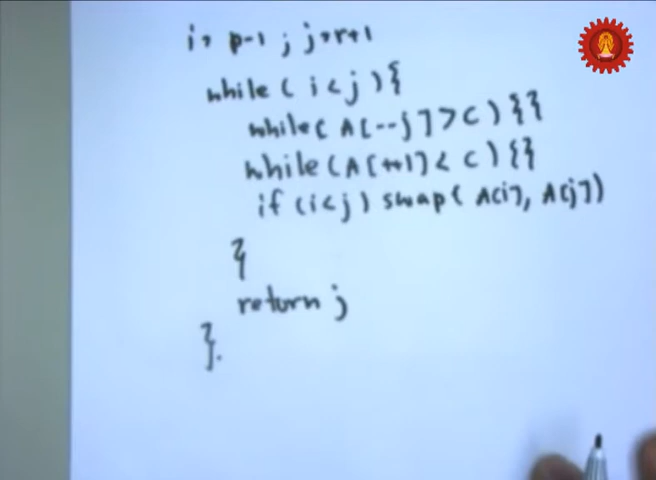 i, p-1 ; j, r+1
while ( i < j ) {
while ( A [--j] > c ) {}
while ( A [++i] < c ) {}
if (i<j) swap( A[i], A[j])
}
return j
}.